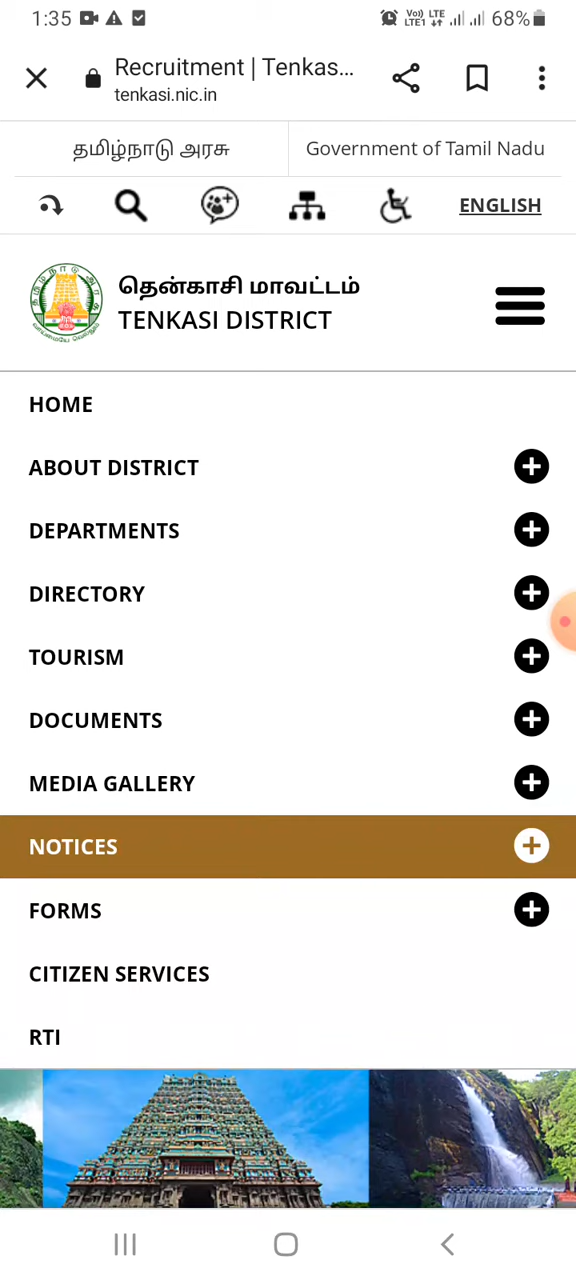 1:35
Vo)) LTE
LTE1
68%
Recruitment | Tenkas...
tenkasi.nic.in
தமிழ்நாடு அரசு
Government of Tamil Nadu
ENGLISH
தென்காசி மாவட்டம்
TENKASI DISTRICT
HOME
ABOUT DISTRICT
DEPARTMENTS
DIRECTORY
TOURISM
DOCUMENTS
MEDIA GALLERY
NOTICES
FORMS
CITIZEN SERVICES
RTI